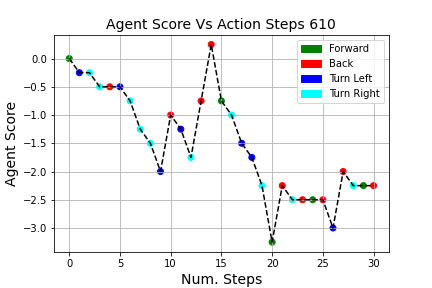 Agent Score Vs Action Steps 610
Agent Score
0.0
−0.5
−1.0
−1.5
−2.0
−2.5
−3.0
Forward
Back
Turn Left
Turn Right
0 5 10 15 20 25 30
Num. Steps